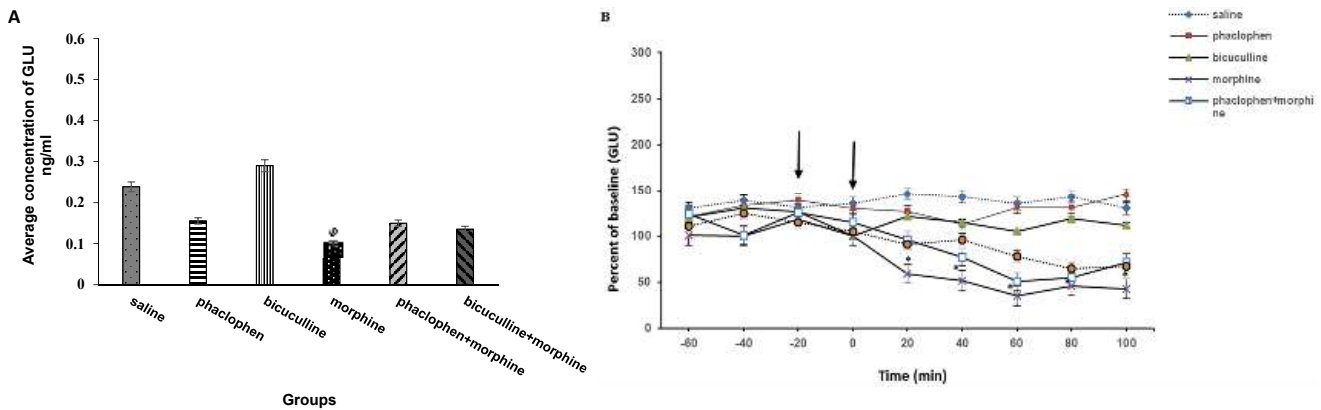 A
Average concentration of GLU
ng/ml
0.6
0.5
0.4
0.3
0.2
0.1
0
saline
phaclophen
bicuculline
morphine
phaclophen+morphine
bicuculline+morphine
Groups
B
saline
phaclophen
bicuculline
morphine
phaclophen+morphi
ne
Percent of baseline (GLU)
300
250
200
150
100
50
0
-60
-40
-20
0
20
40
60
80
100
Time (min)